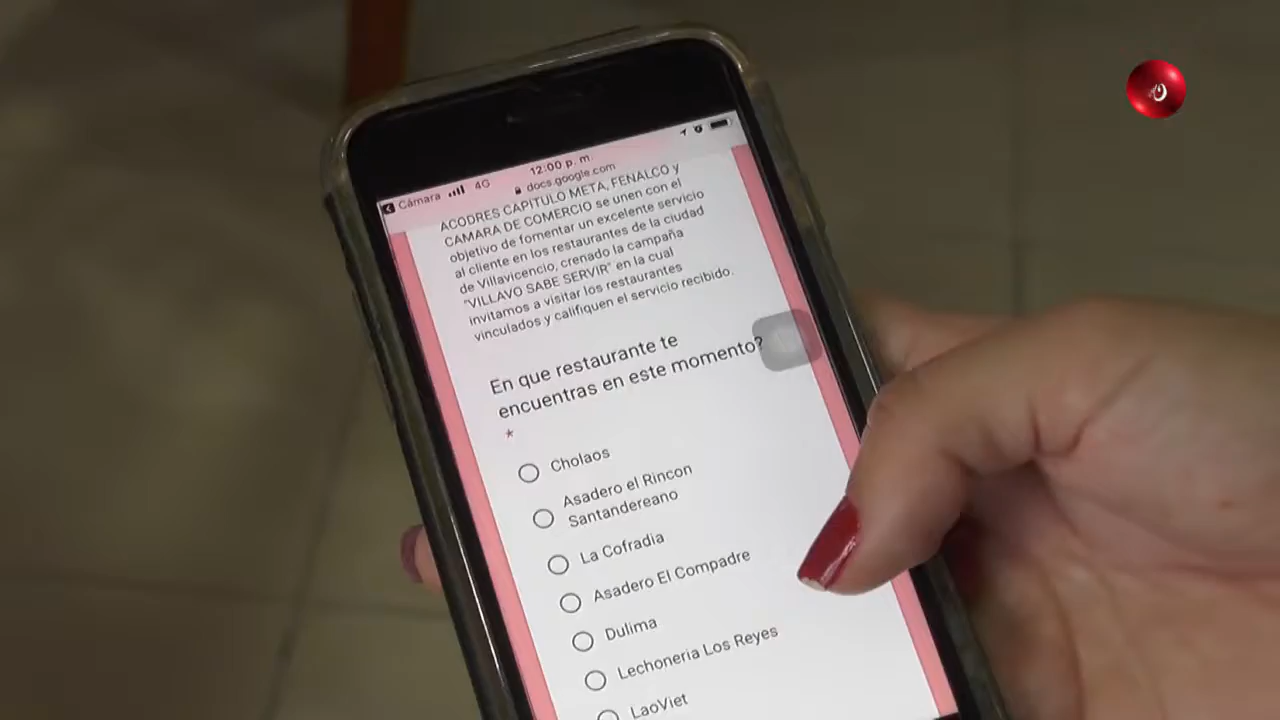 12:00 p. m.
Cámara 4G docs.google.com
ACODRES CAPITULO META, FENALCO y
CAMARA DE COMERCIO se unen con el
objetivo de fomentar un excelente servicio
al cliente en los restaurantes de la ciudad
de Villavicencio, crenado la campaña
"VILLAVO SABE SERVIR" en la cual
invitamos a visitar los restaurantes
vinculados y califiquen el servicio recibido.
En que restaurante te
encuentras en este momento?
*
Cholaos
Asadero el Rincon
Santandereano
La Cofradia
Asadero El Compadre
Dulima
Lechoneria Los Reyes
LaoViet